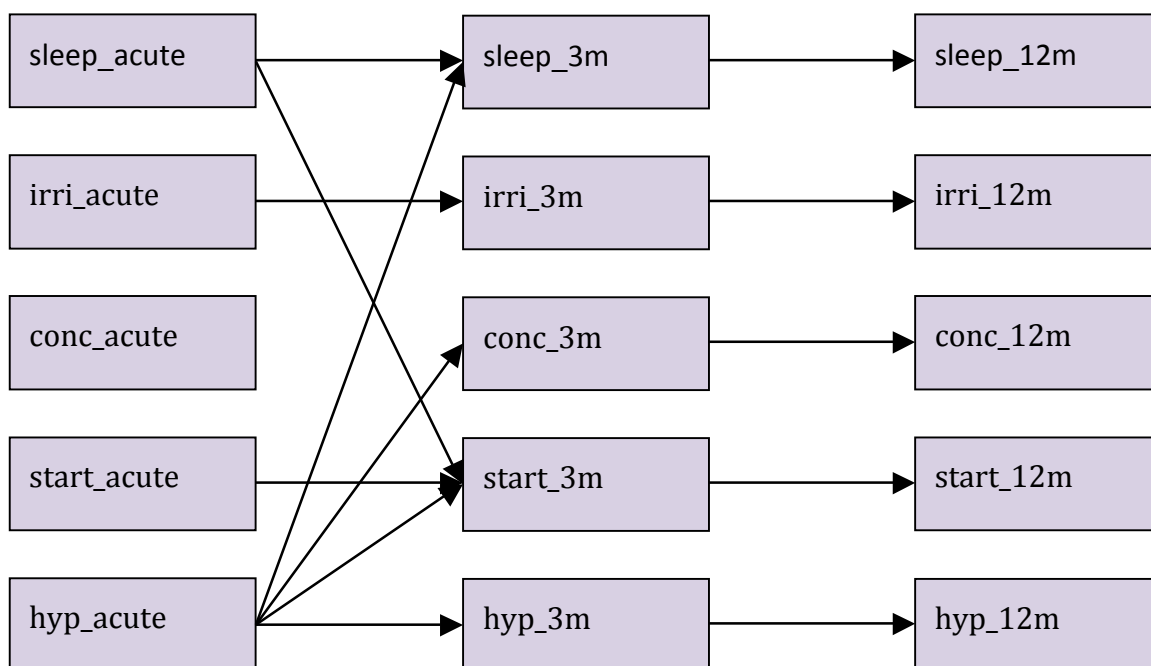 sleep_acute
sleep_3m
sleep_12m
irri_acute
irri_3m
irri_12m
conc_acute
conc_3m
conc_12m
start_acute
start_3m
start_12m
hyp_acute
hyp_3m
hyp_12m